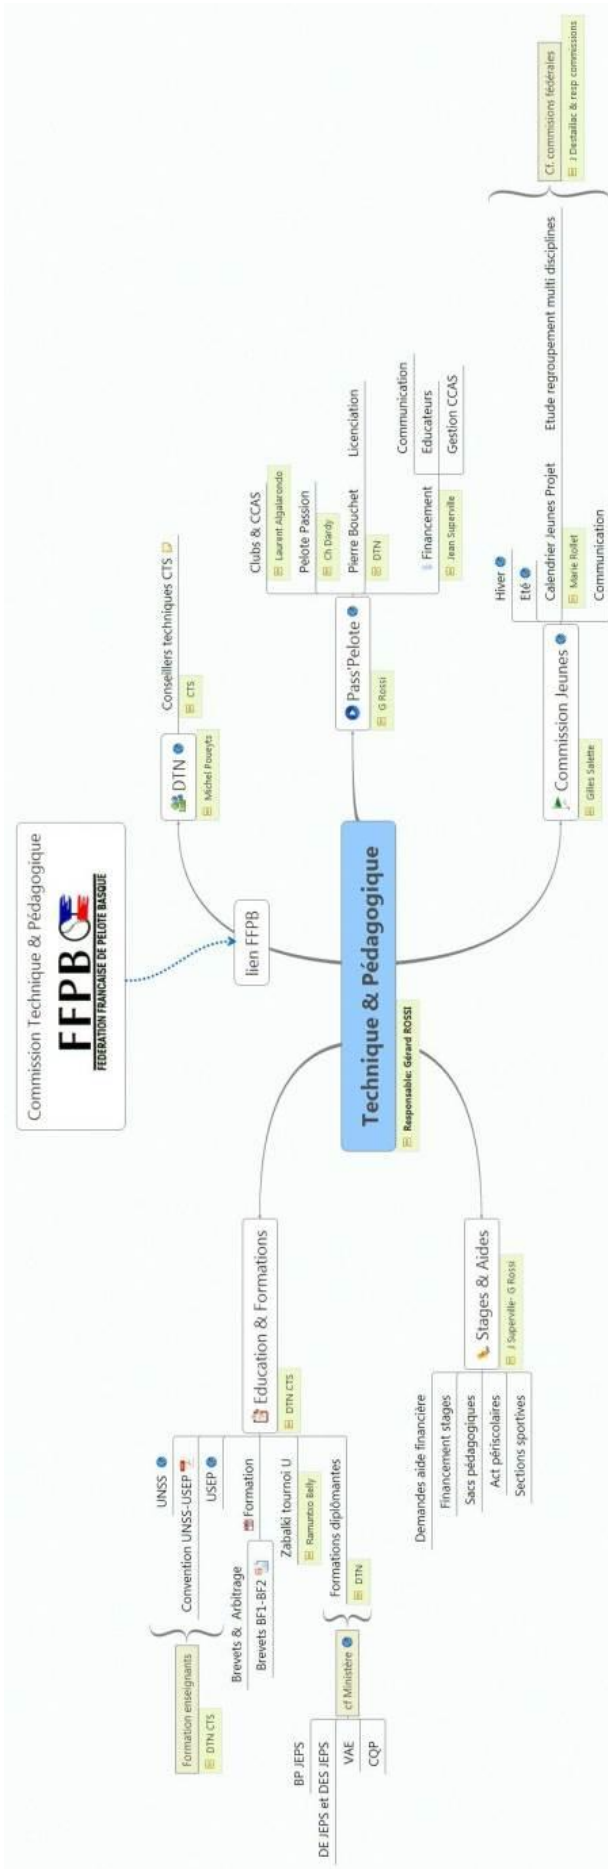 Commission Technique & Pédagogique
FFPB
FEDERATION FRANCAISE DE PELOTE BASQUE
lien FFPB
Technique & Pédagogique
Responsable: Gérard ROSSI
DTN
Michel Poueyts
Conseillers techniques CTS
CTS
Pass'Pelote
G Rossi
Clubs & CCAS
Laurent Algalarondo
Pelote Passion
Ch Dardy
Pierre Bouchet
Licenciation
DTN
Financement
Jean Superville
Communication
Educateurs
Gestion CCAS
Commission Jeunes
Gilles Salette
Hiver
Eté
Calendrier Jeunes Projet
Etude regroupement multi disciplines
Marie Rollet
Communication
Cf. commisions fédérales
J Destaillac & resp commissions
Education & Formations
DTN CTS
UNSS
Convention UNSS-USEP
USEP
Formation enseignants
DTN CTS
Formation
Brevets & Arbitrage
Brevets BF1-BF2
Zabalki tournoi U
Ramuntxo Belly
Formations diplômantes
DTN
cf Ministère
BP JEPS
DE JEPS et DES JEPS
VAE
CQP
Stages & Aides
J Superville- G Rossi
Demandes aide financière
Financement stages
Sacs pédagogiques
Act périscolaires
Sections sportives